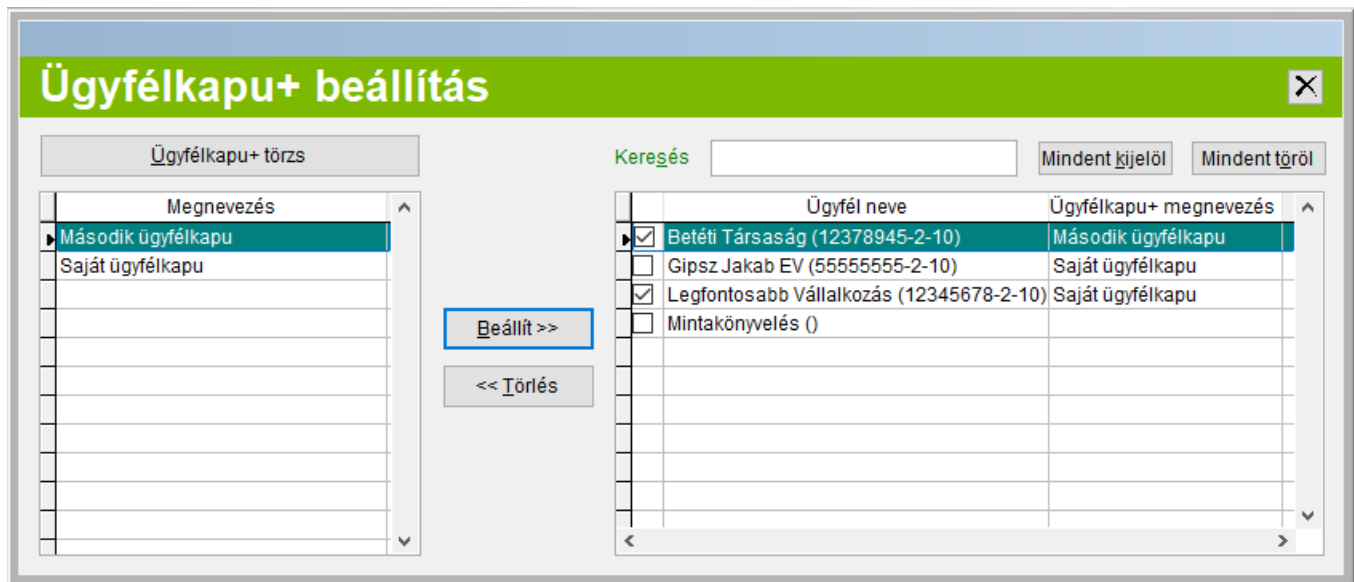 Ügyfélkapu+ beállítás
Ügyfélkapu+ törzs
Keresés
Mindent kijelöl
Mindent töröl
Megnevezés
Második ügyfélkapu
Saját ügyfélkapu
Beállít >>
<< Törlés
Ügyfél neve Ügyfélkapu+ megnevezés
Betéti Társaság (12378945-2-10) Második ügyfélkapu
Gipsz Jakab EV (55555555-2-10) Saját ügyfélkapu
Legfontosabb Vállalkozás (12345678-2-10) Saját ügyfélkapu
Mintakönyvelés ()